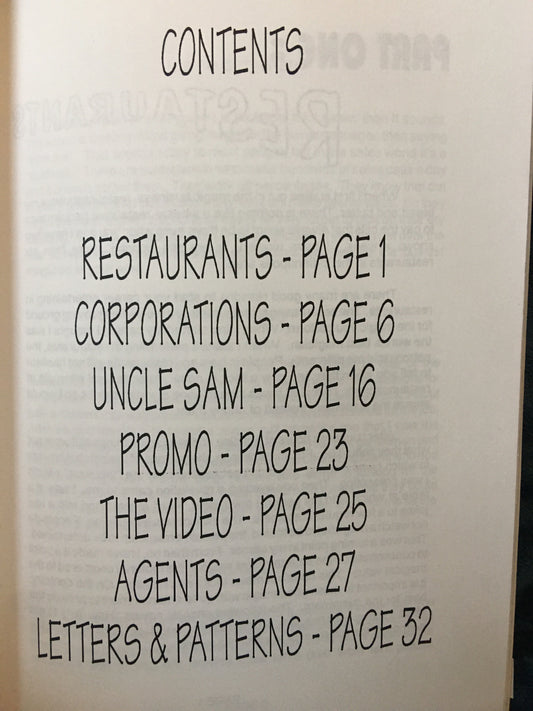 CONTENTS
RESTAURANTS - PAGE 1
CORPORATIONS - PAGE 6
UNCLE SAM - PAGE 16
PROMO - PAGE 23
THE VIDEO - PAGE 25
AGENTS - PAGE 27
LETTERS & PATTERNS - PAGE 32